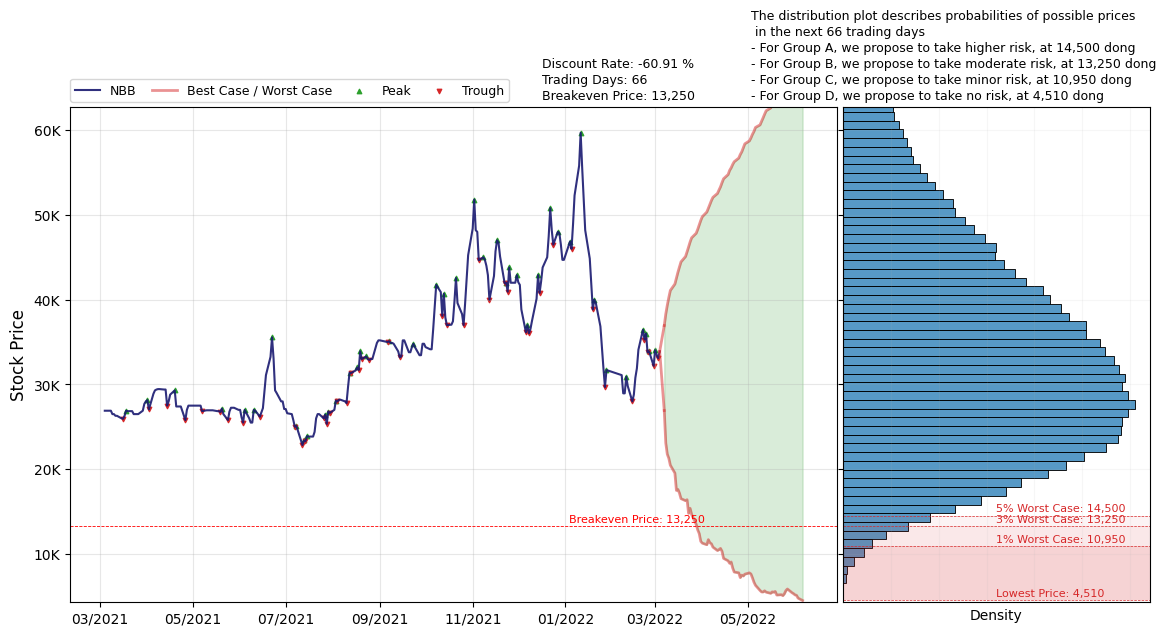 The distribution plot describes probabilities of possible prices
in the next 66 trading days
- For Group A, we propose to take higher risk, at 14,500 dong
- For Group B, we propose to take moderate risk, at 13,250 dong
- For Group C, we propose to take minor risk, at 10,950 dong
- For Group D, we propose to take no risk, at 4,510 dong
Discount Rate: -60.91 %
Trading Days: 66
Breakeven Price: 13,250
NBB
Best Case / Worst Case
Peak
Trough
Stock Price
60K
50K
40K
30K
20K
10K
Breakeven Price: 13,250
03/2021
05/2021
07/2021
09/2021
11/2021
01/2022
03/2022
05/2022
5% Worst Case: 14,500
3% Worst Case: 13,250
1% Worst Case: 10,950
Lowest Price: 4,510
Density